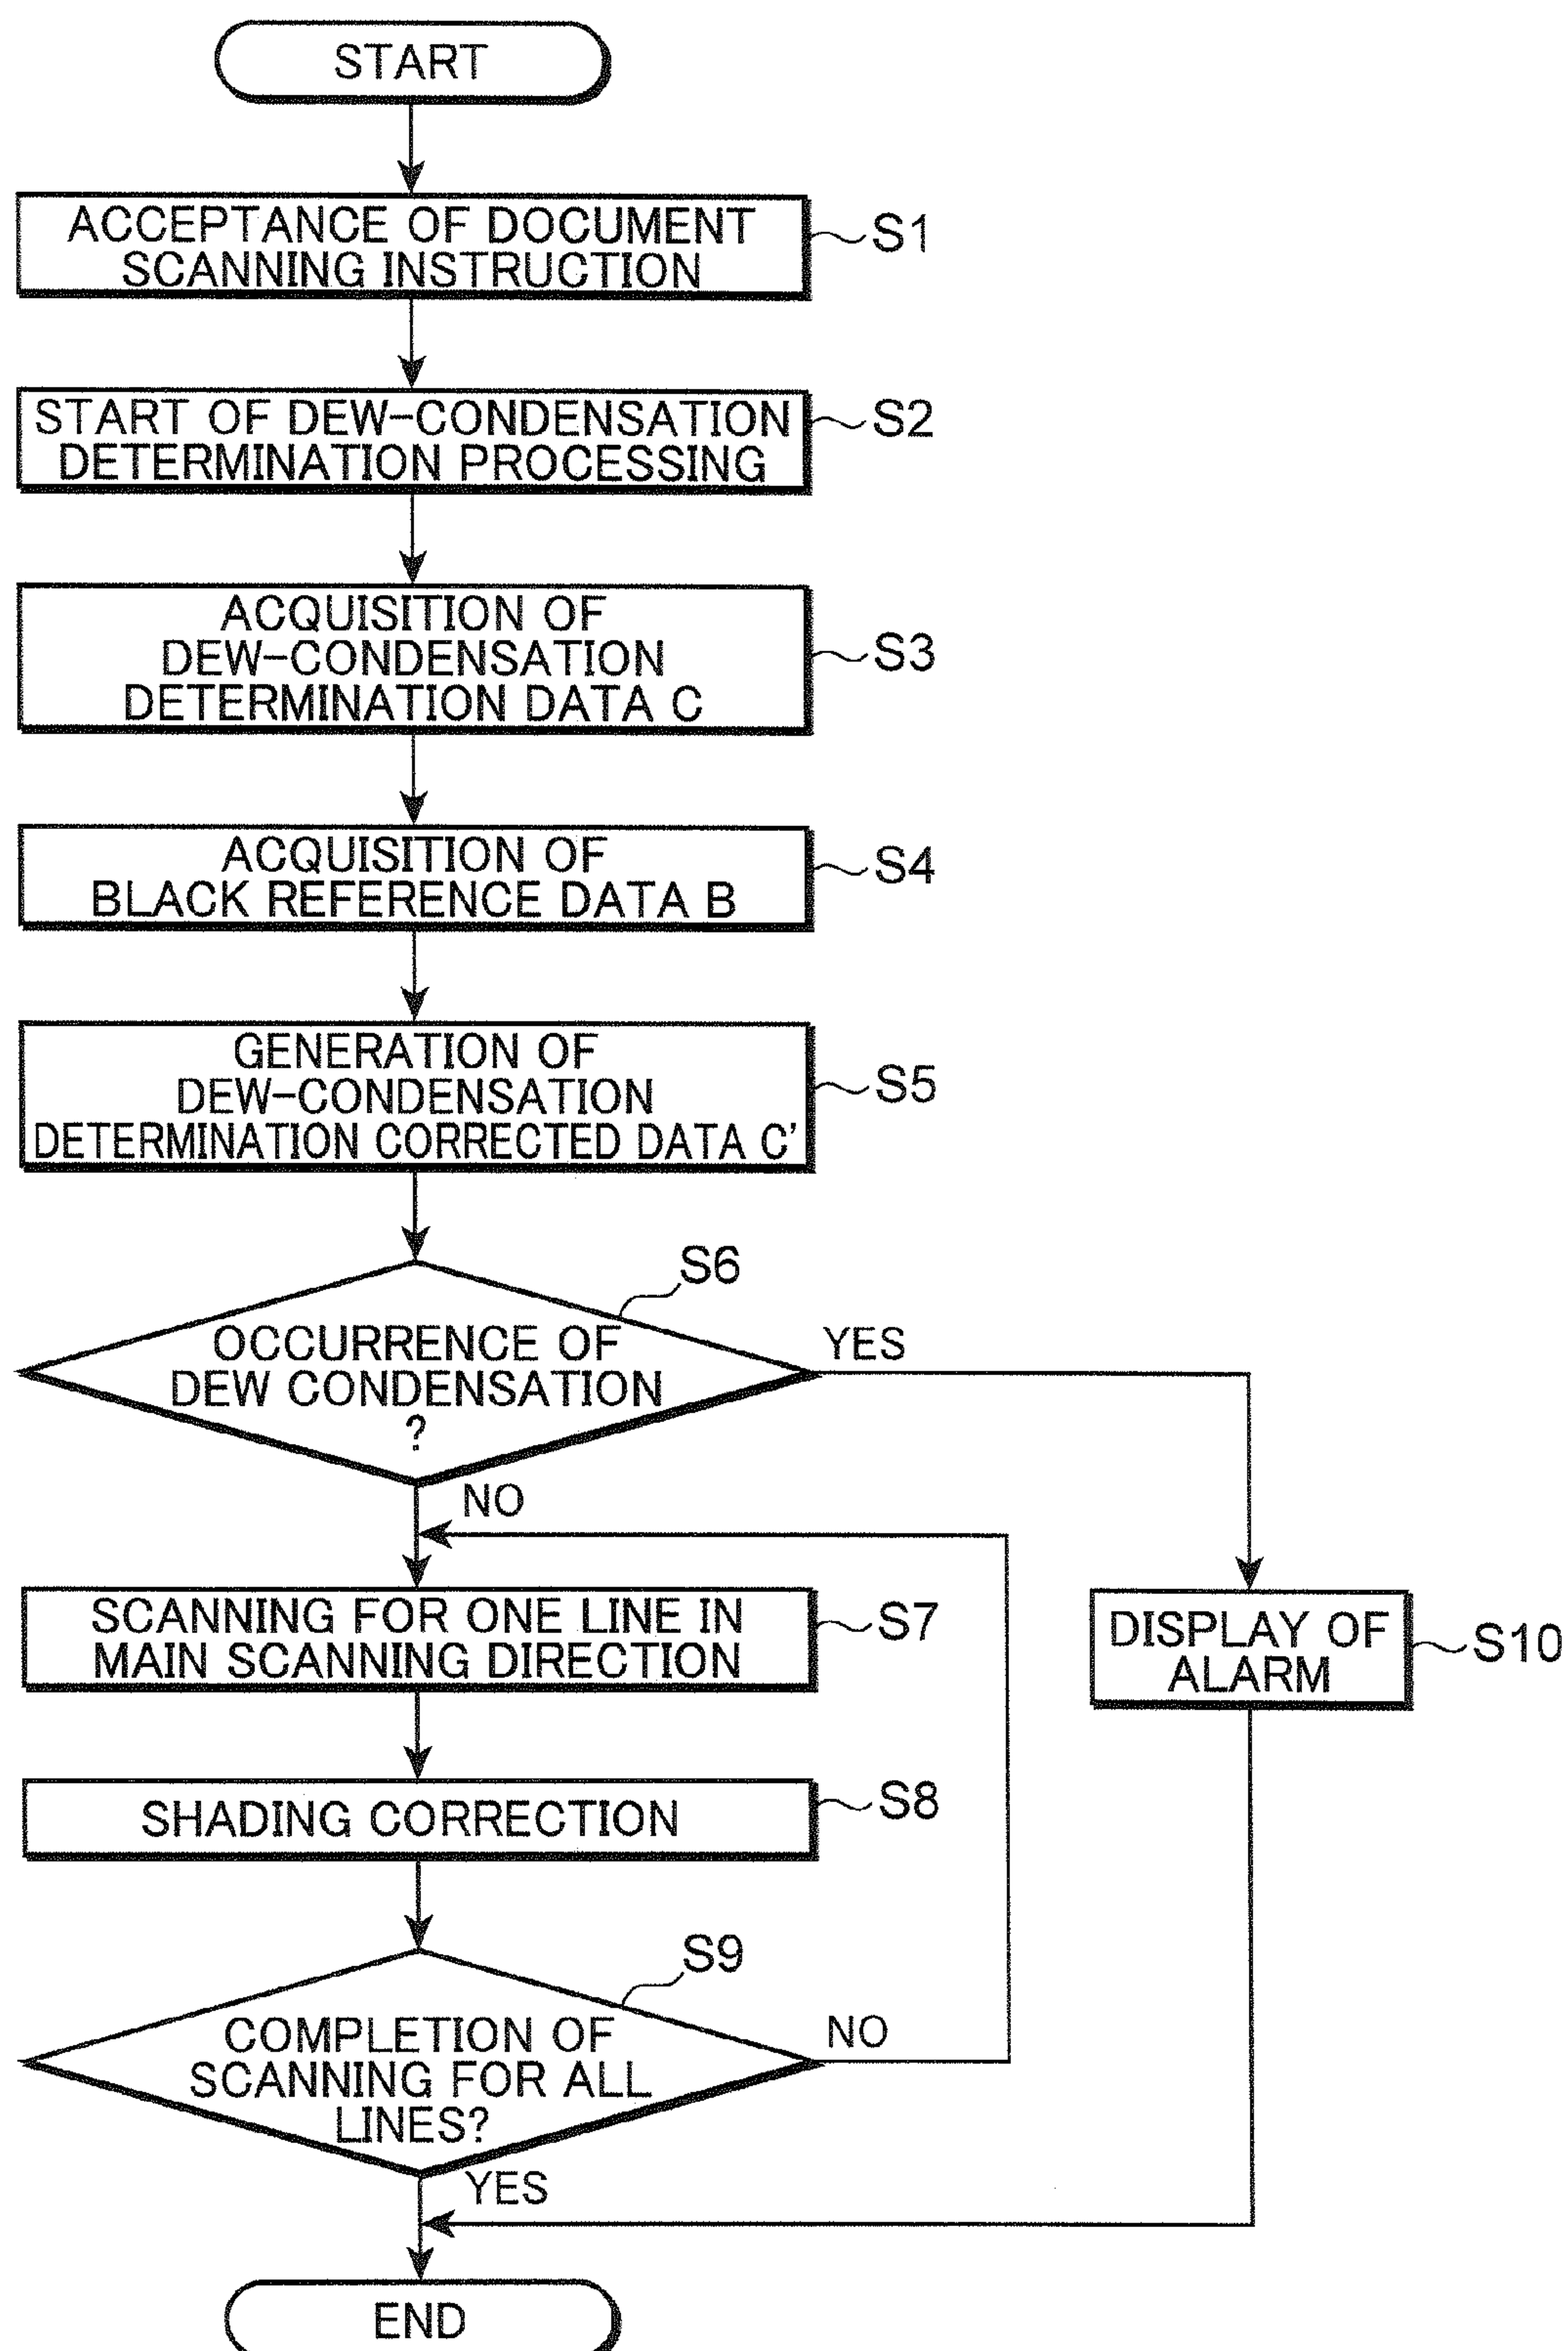 START
ACCEPTANCE OF DOCUMENT
SCANNING INSTRUCTION
S1
START OF DEW-CONDENSATION
DETERMINATION PROCESSING
S2
ACQUISITION OF
DEW-CONDENSATION
DETERMINATION DATA C
S3
ACQUISITION OF
BLACK REFERENCE DATA B
S4
GENERATION OF
DEW-CONDENSATION
DETERMINATION CORRECTED DATA C'
S5
S6
OCCURRENCE OF
DEW CONDENSATION
?
YES
NO
SCANNING FOR ONE LINE IN
MAIN SCANNING DIRECTION
S7
DISPLAY OF
ALARM
S10
SHADING CORRECTION
S8
S9
COMPLETION OF
SCANNING FOR ALL
LINES?
NO
YES
END